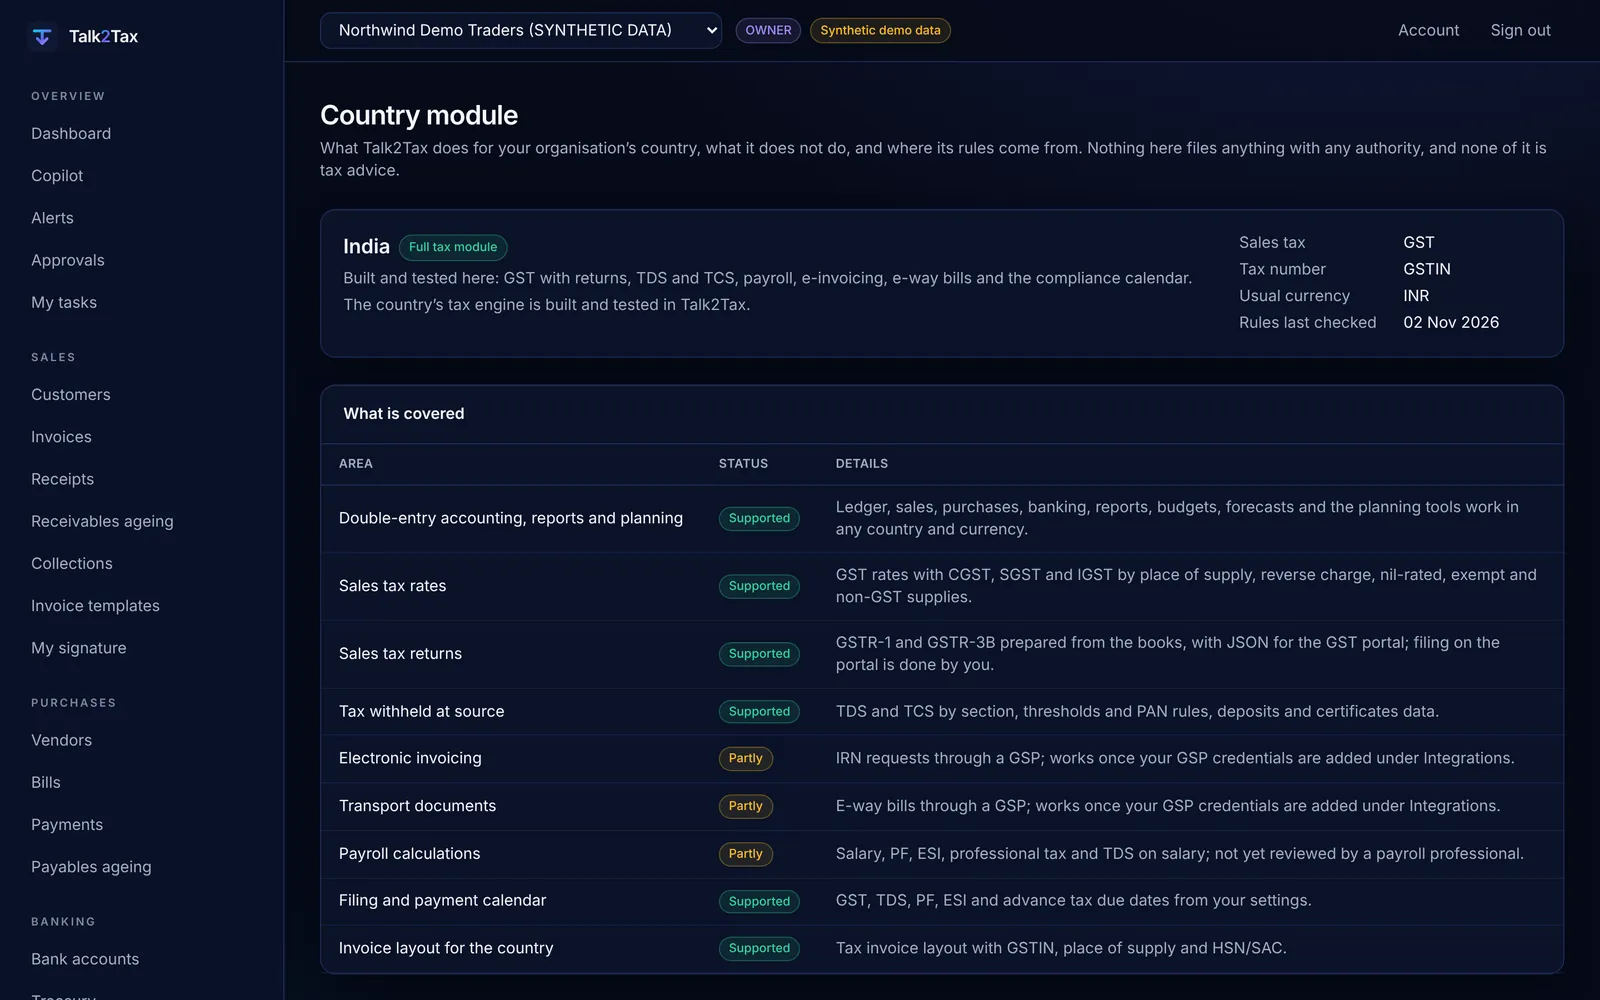 Talk2Tax
Northwind Demo Traders (SYNTHETIC DATA)
OWNER
Synthetic demo data
Account
Sign out
OVERVIEW
Dashboard
Copilot
Alerts
Approvals
My tasks
SALES
Customers
Invoices
Receipts
Receivables ageing
Collections
Invoice templates
My signature
PURCHASES
Vendors
Bills
Payments
Payables ageing
BANKING
Bank accounts
Treasury
Country module
What Talk2Tax does for your organisation’s country, what it does not do, and where its rules come from. Nothing here files anything with any authority, and none of it is
tax advice.
India
Full tax module
Built and tested here: GST with returns, TDS and TCS, payroll, e-invoicing, e-way bills and the compliance calendar.
The country’s tax engine is built and tested in Talk2Tax.
Sales tax GST
Tax number GSTIN
Usual currency INR
Rules last checked 02 Nov 2026
What is covered
AREA STATUS DETAILS
Double-entry accounting, reports and planning Supported Ledger, sales, purchases, banking, reports, budgets, forecasts and the planning tools work in
any country and currency.
Sales tax rates Supported GST rates with CGST, SGST and IGST by place of supply, reverse charge, nil-rated, exempt and
non-GST supplies.
Sales tax returns Supported GSTR-1 and GSTR-3B prepared from the books, with JSON for the GST portal; filing on the
portal is done by you.
Tax withheld at source Supported TDS and TCS by section, thresholds and PAN rules, deposits and certificates data.
Electronic invoicing Partly IRN requests through a GSP; works once your GSP credentials are added under Integrations.
Transport documents Partly E-way bills through a GSP; works once your GSP credentials are added under Integrations.
Payroll calculations Partly Salary, PF, ESI, professional tax and TDS on salary; not yet reviewed by a payroll professional.
Filing and payment calendar Supported GST, TDS, PF, ESI and advance tax due dates from your settings.
Invoice layout for the country Supported Tax invoice layout with GSTIN, place of supply and HSN/SAC.